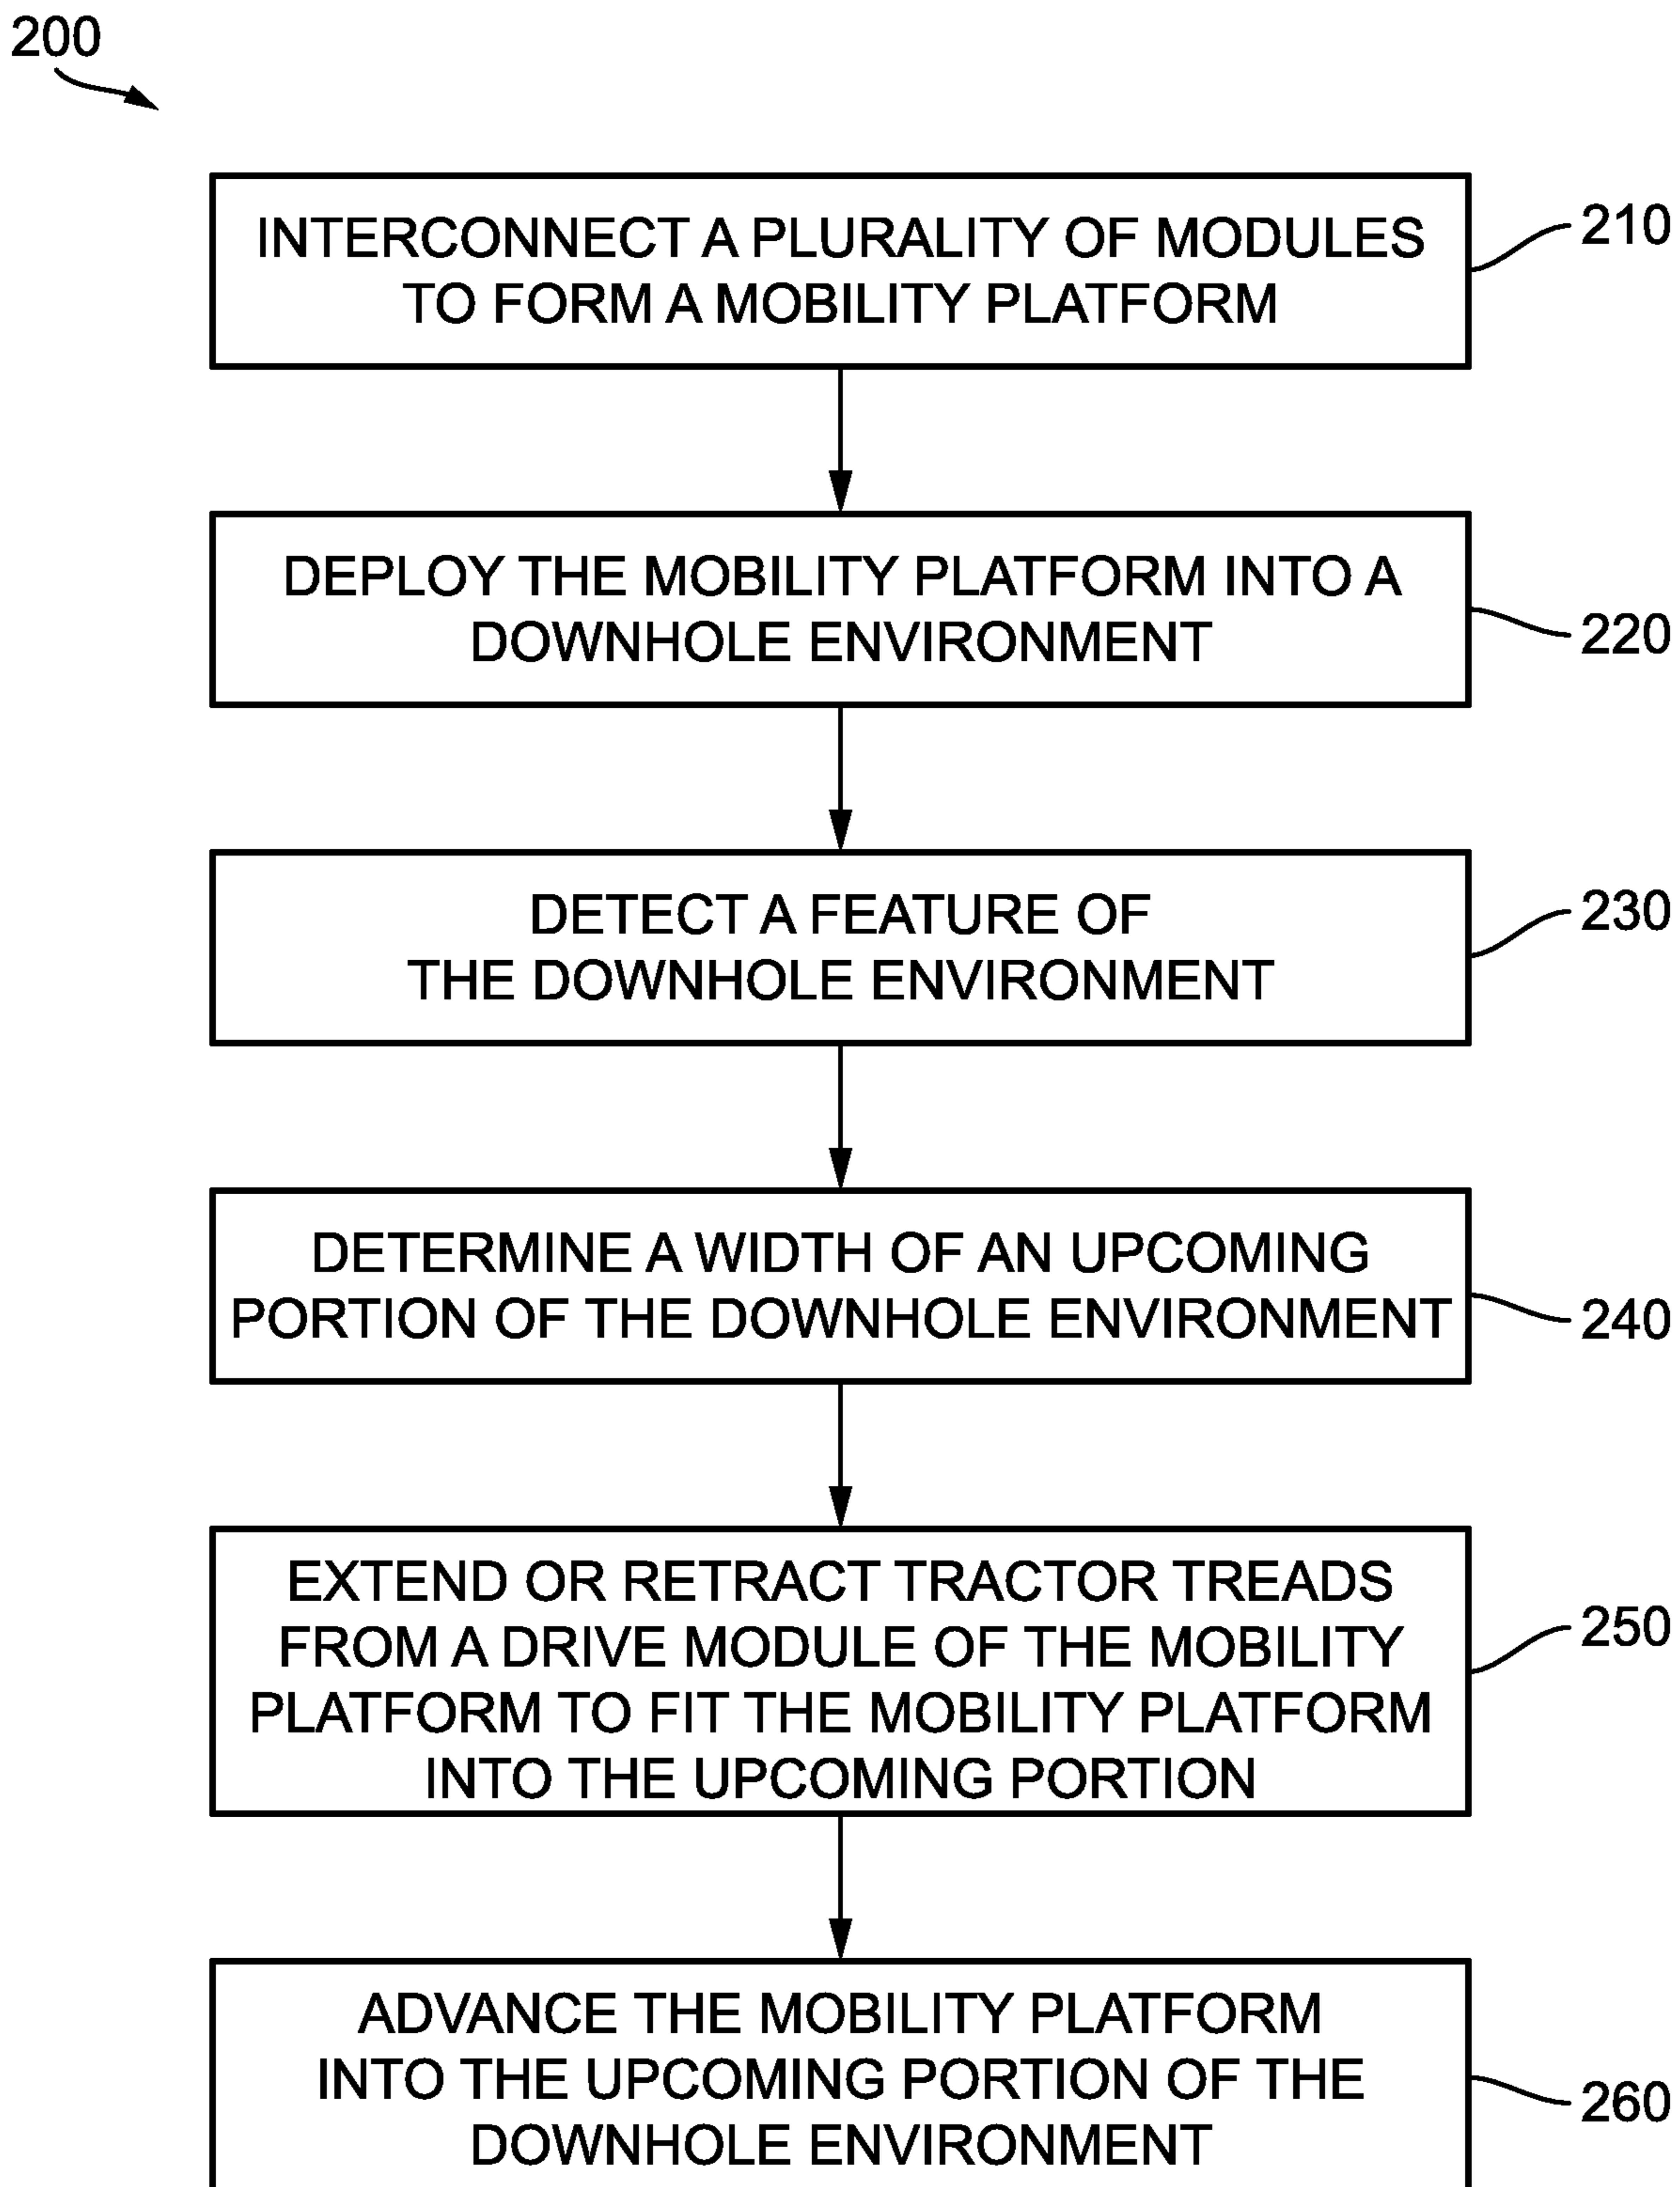 200
INTERCONNECT A PLURALITY OF MODULES
TO FORM A MOBILITY PLATFORM
210
DEPLOY THE MOBILITY PLATFORM INTO A
DOWNHOLE ENVIRONMENT
220
DETECT A FEATURE OF
THE DOWNHOLE ENVIRONMENT
230
DETERMINE A WIDTH OF AN UPCOMING
PORTION OF THE DOWNHOLE ENVIRONMENT
240
EXTEND OR RETRACT TRACTOR TREADS
FROM A DRIVE MODULE OF THE MOBILITY
PLATFORM TO FIT THE MOBILITY PLATFORM
INTO THE UPCOMING PORTION
250
ADVANCE THE MOBILITY PLATFORM
INTO THE UPCOMING PORTION OF THE
DOWNHOLE ENVIRONMENT
260